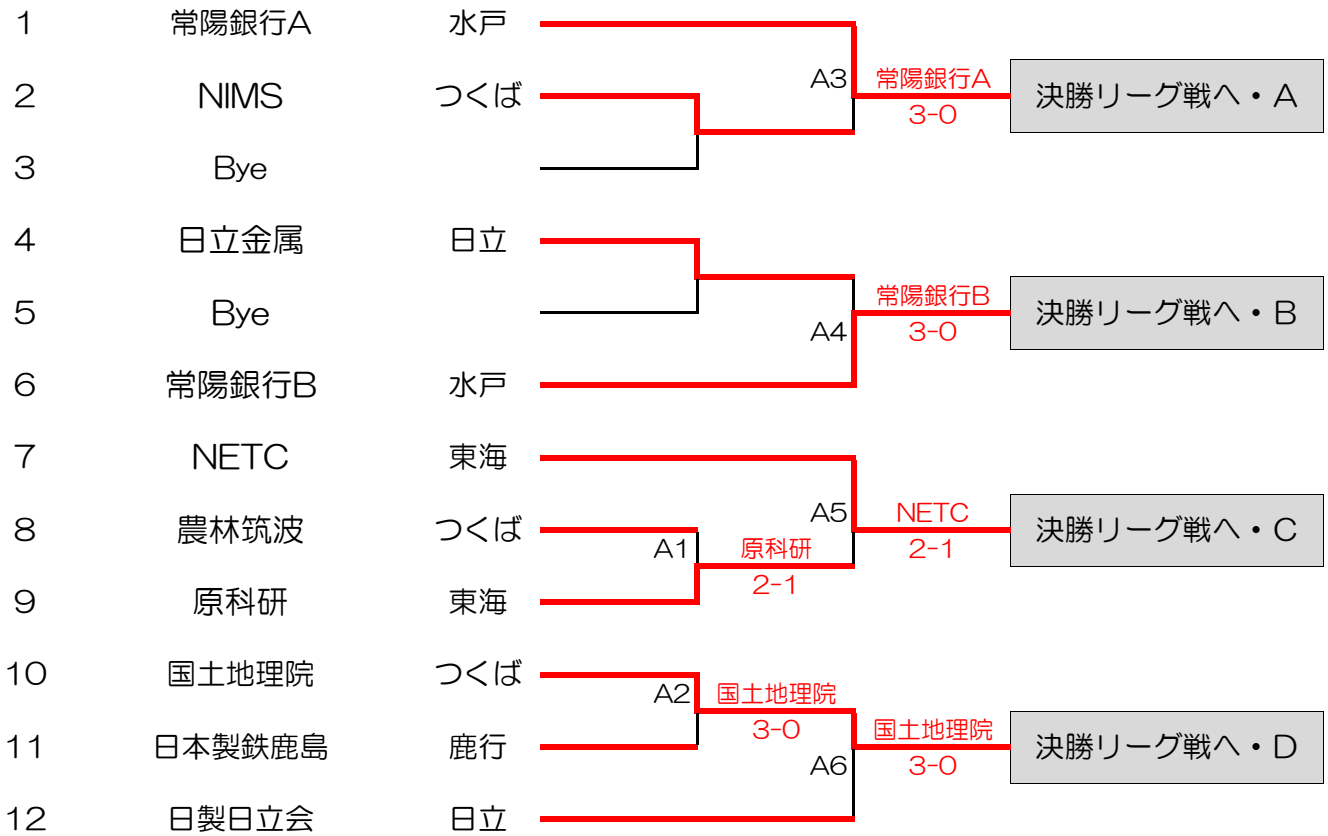 1 常陽銀行A 水戸
A3 常陽銀行A 決勝リーグ戦へ・A
2 NIMS つくば
3-0
3 Bye
4 日立金属 日立
常陽銀行B 決勝リーグ戦へ・B
5 Bye
A4 3-0
6 常陽銀行B 水戸
7 NETC 東海
A5 NETC 決勝リーグ戦へ・C
8 農林筑波 つくば
A1 原科研 2-1
2-1
9 原科研 東海
10 国土地理院 つくば
A2 国土地理院
3-0 国土地理院 決勝リーグ戦へ・D
11 日本製鉄鹿島 鹿行
A6 3-0
12 日製日立会 日立